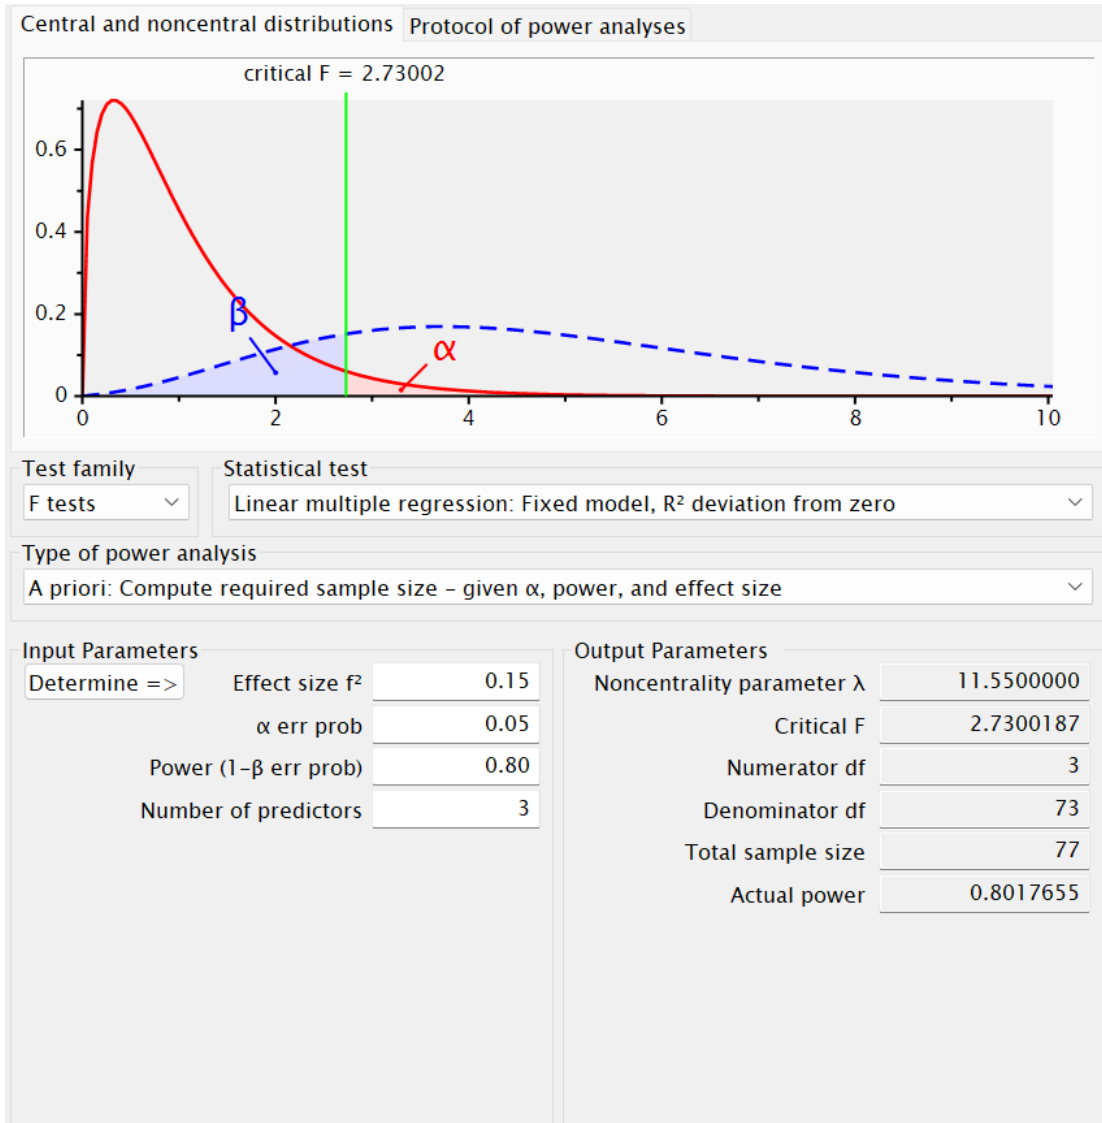 Central and noncentral distributions Protocol of power analyses
critical F = 2.73002
0.6
0.4
0.2
0
β
α
0 2 4 6 8 10
Test family Statistical test
F tests Linear multiple regression: Fixed model, R² deviation from zero
Type of power analysis
A priori: Compute required sample size – given α, power, and effect size
Input Parameters Output Parameters
Determine => Effect size f² 0.15 Noncentrality parameter λ 11.5500000
α err prob 0.05 Critical F 2.7300187
Power (1-β err prob) 0.80 Numerator df 3
Number of predictors 3 Denominator df 73
Total sample size 77
Actual power 0.8017655